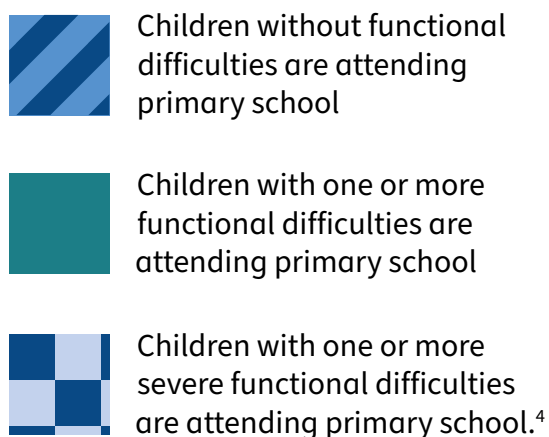 Children without functional
difficulties are attending
primary school
Children with one or more
functional difficulties are
attending primary school
Children with one or more
severe functional difficulties
are attending primary school.⁴